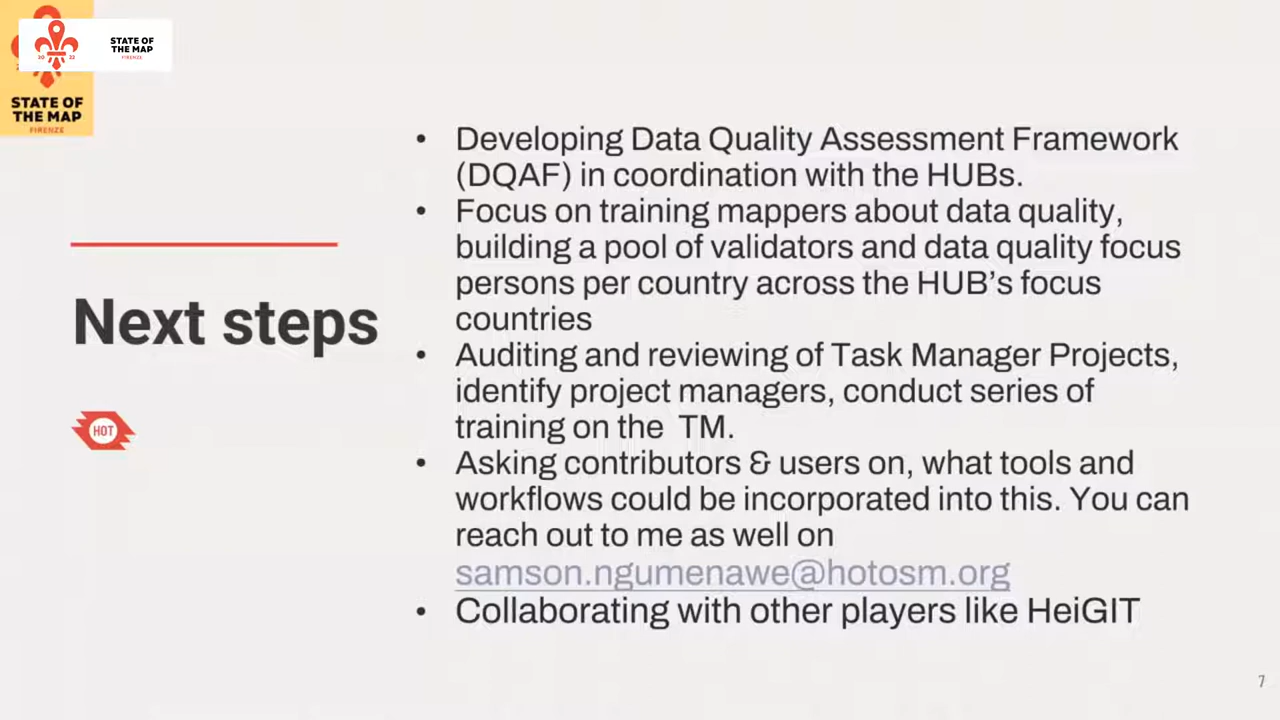 20 22
STATE OF
THE MAP
FIRENZE
STATE OF
THE MAP
FIRENZE
Next steps
HOT
• Developing Data Quality Assessment Framework
(DQAF) in coordination with the HUBs.
• Focus on training mappers about data quality,
building a pool of validators and data quality focus
persons per country across the HUB’s focus
countries
• Auditing and reviewing of Task Manager Projects,
identify project managers, conduct series of
training on the  TM.
• Asking contributors & users on, what tools and
workflows could be incorporated into this. You can
reach out to me as well on
samson.ngumenawe@hotosm.org
• Collaborating with other players like HeiGIT
7